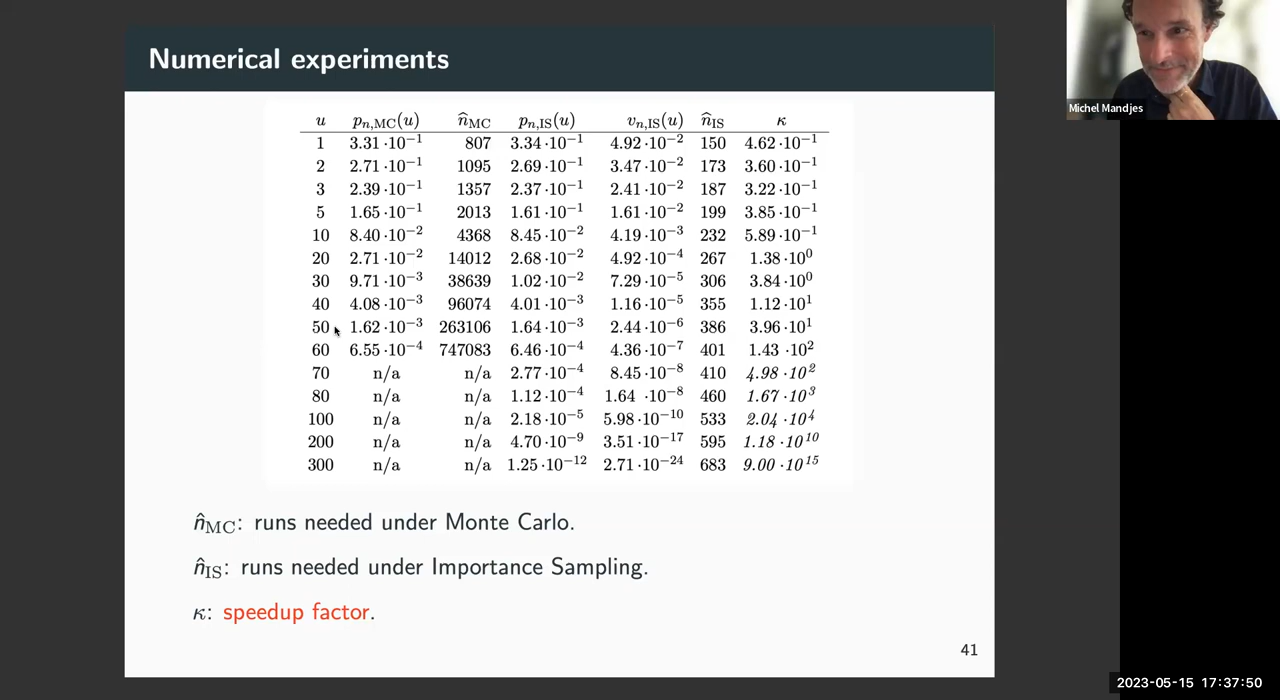 Numerical experiments
u p_{n,MC}(u) n̂_{MC} p_{n,IS}(u) v_{n,IS}(u) n̂_{IS} κ
1 3.31·10^{−1} 807 3.34·10^{−1} 4.92·10^{−2} 150 4.62·10^{−1}
2 2.71·10^{−1} 1095 2.69·10^{−1} 3.47·10^{−2} 173 3.60·10^{−1}
3 2.39·10^{−1} 1357 2.37·10^{−1} 2.41·10^{−2} 187 3.22·10^{−1}
5 1.65·10^{−1} 2013 1.61·10^{−1} 1.61·10^{−2} 199 3.85·10^{−1}
10 8.40·10^{−2} 4368 8.45·10^{−2} 4.19·10^{−3} 232 5.89·10^{−1}
20 2.71·10^{−2} 14012 2.68·10^{−2} 4.92·10^{−4} 267 1.38·10^{0}
30 9.71·10^{−3} 38639 1.02·10^{−2} 7.29·10^{−5} 306 3.84·10^{0}
40 4.08·10^{−3} 96074 4.01·10^{−3} 1.16·10^{−5} 355 1.12·10^{1}
50 1.62·10^{−3} 263106 1.64·10^{−3} 2.44·10^{−6} 386 3.96·10^{1}
60 6.55·10^{−4} 747083 6.46·10^{−4} 4.36·10^{−7} 401 1.43·10^{2}
70 n/a n/a 2.77·10^{−4} 8.45·10^{−8} 410 4.98·10^{2}
80 n/a n/a 1.12·10^{−4} 1.64 ·10^{−8} 460 1.67·10^{3}
100 n/a n/a 2.18·10^{−5} 5.98·10^{−10} 533 2.04·10^{4}
200 n/a n/a 4.70·10^{−9} 3.51·10^{−17} 595 1.18·10^{10}
300 n/a n/a 1.25·10^{−12} 2.71·10^{−24} 683 9.00·10^{15}
n̂_{MC}: runs needed under Monte Carlo.
n̂_{IS}: runs needed under Importance Sampling.
κ: speedup factor.
41
Michel Mandjes
2023-05-15 17:37:50